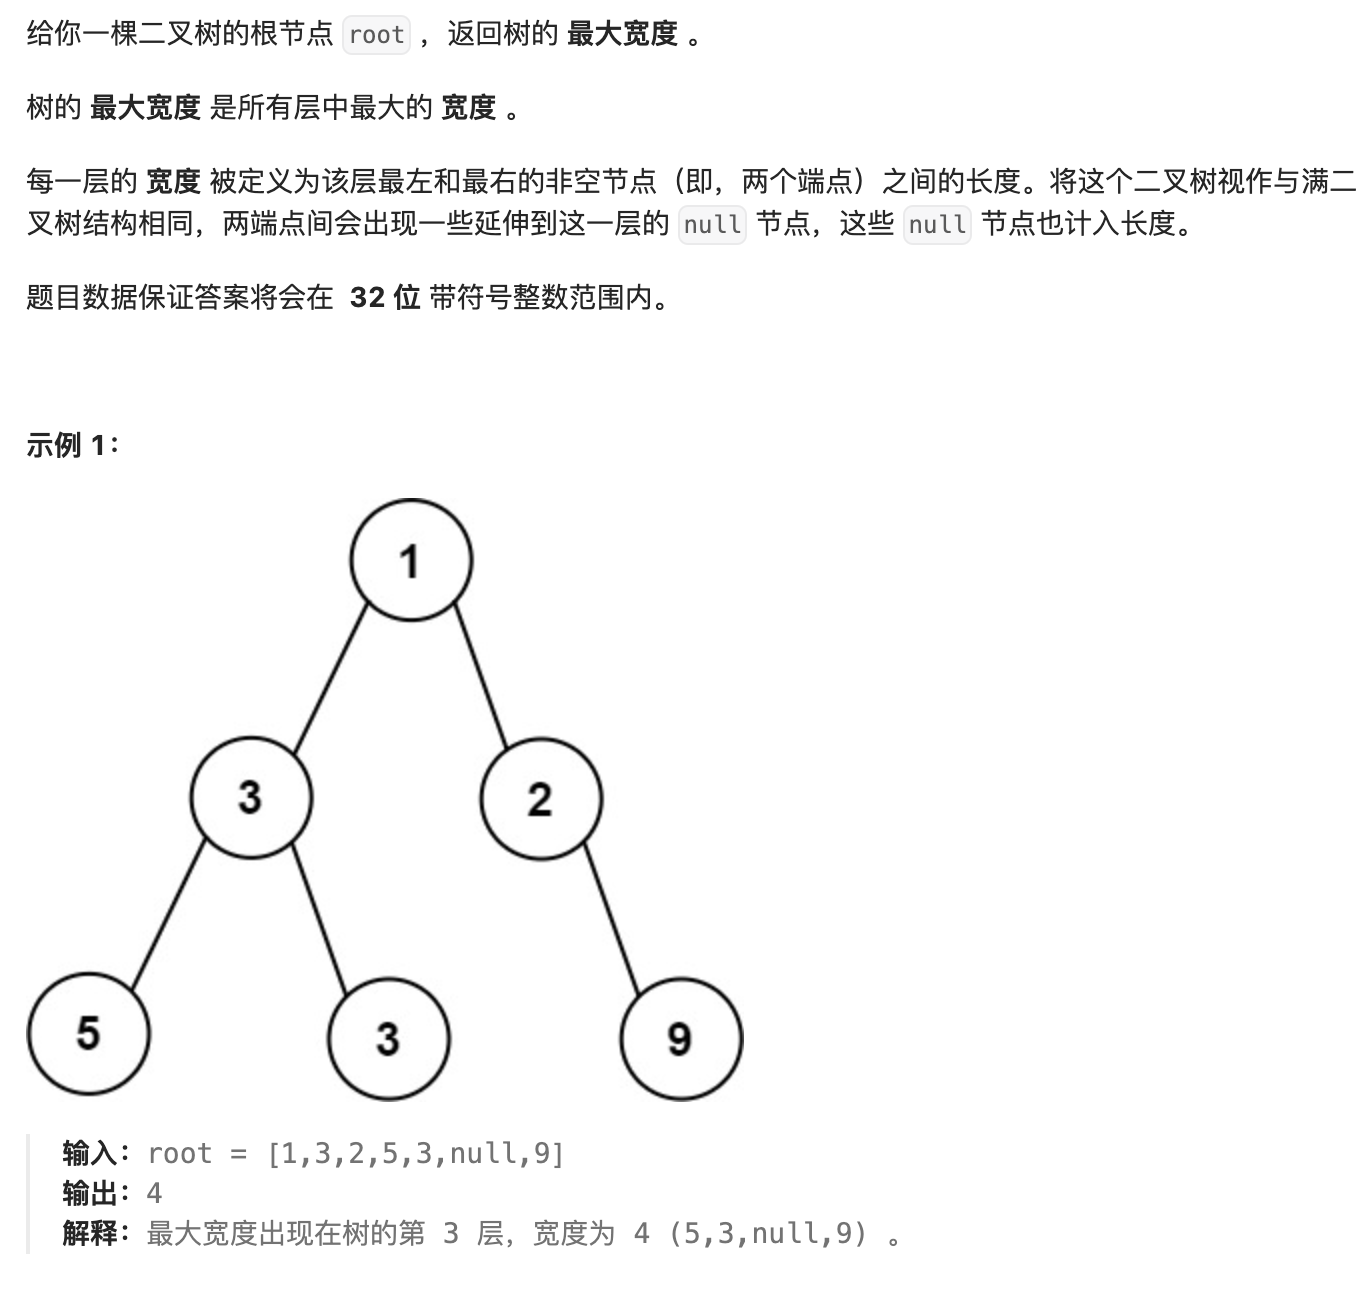 给你一棵二叉树的根节点 root ，返回树的 最大宽度 。
树的 最大宽度 是所有层中最大的 宽度 。
每一层的 宽度 被定义为该层最左和最右的非空节点（即，两个端点）之间的长度。将这个二叉树视作与满二
叉树结构相同，两端点间会出现一些延伸到这一层的 null 节点，这些 null 节点也计入长度。
题目数据保证答案将会在 32 位 带符号整数范围内。
示例 1：
1
3
2
5
3
9
输入：root = [1,3,2,5,3,null,9]
输出：4
解释：最大宽度出现在树的第 3 层，宽度为 4 (5,3,null,9) 。